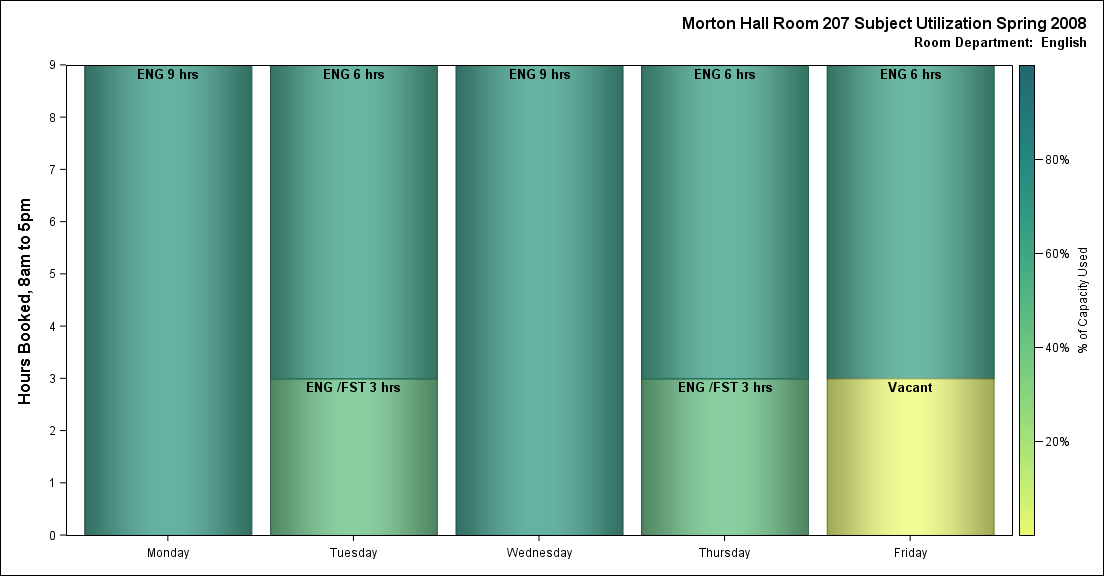 Morton Hall Room 207 Subject Utilization Spring 2008
Room Department:  English
Hours Booked, 8am to 5pm
9
8
7
6
5
4
3
2
1
0
ENG 9 hrs
ENG 6 hrs
ENG 9 hrs
ENG 6 hrs
ENG 6 hrs
ENG /FST 3 hrs
ENG /FST 3 hrs
Vacant
Monday
Tuesday
Wednesday
Thursday
Friday
80%
60%
40%
20%
% of Capacity Used